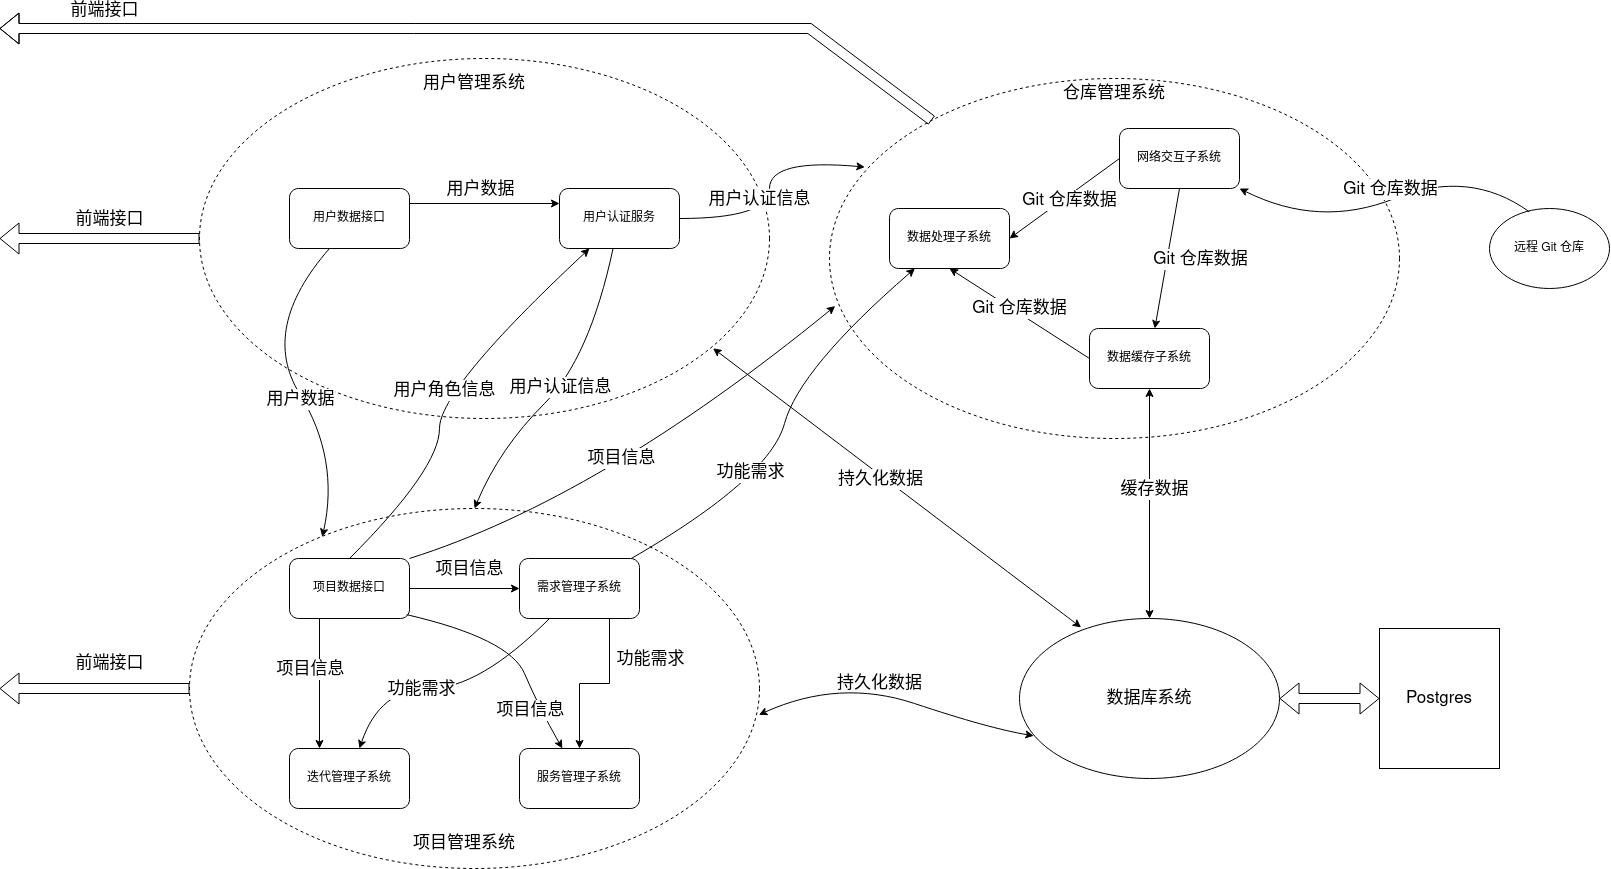 前端接口
用户管理系统
仓库管理系统
网络交互子系统
用户数据
Git 仓库数据
用户认证信息
Git 仓库数据
前端接口
用户数据接口
用户认证服务
数据处理子系统
远程 Git 仓库
Git 仓库数据
Git 仓库数据
数据缓存子系统
用户角色信息
用户认证信息
用户数据
项目信息
功能需求
持久化数据
缓存数据
项目信息
项目数据接口
需求管理子系统
前端接口
项目信息
功能需求
功能需求
项目信息
持久化数据
数据库系统
Postgres
迭代管理子系统
服务管理子系统
项目管理系统